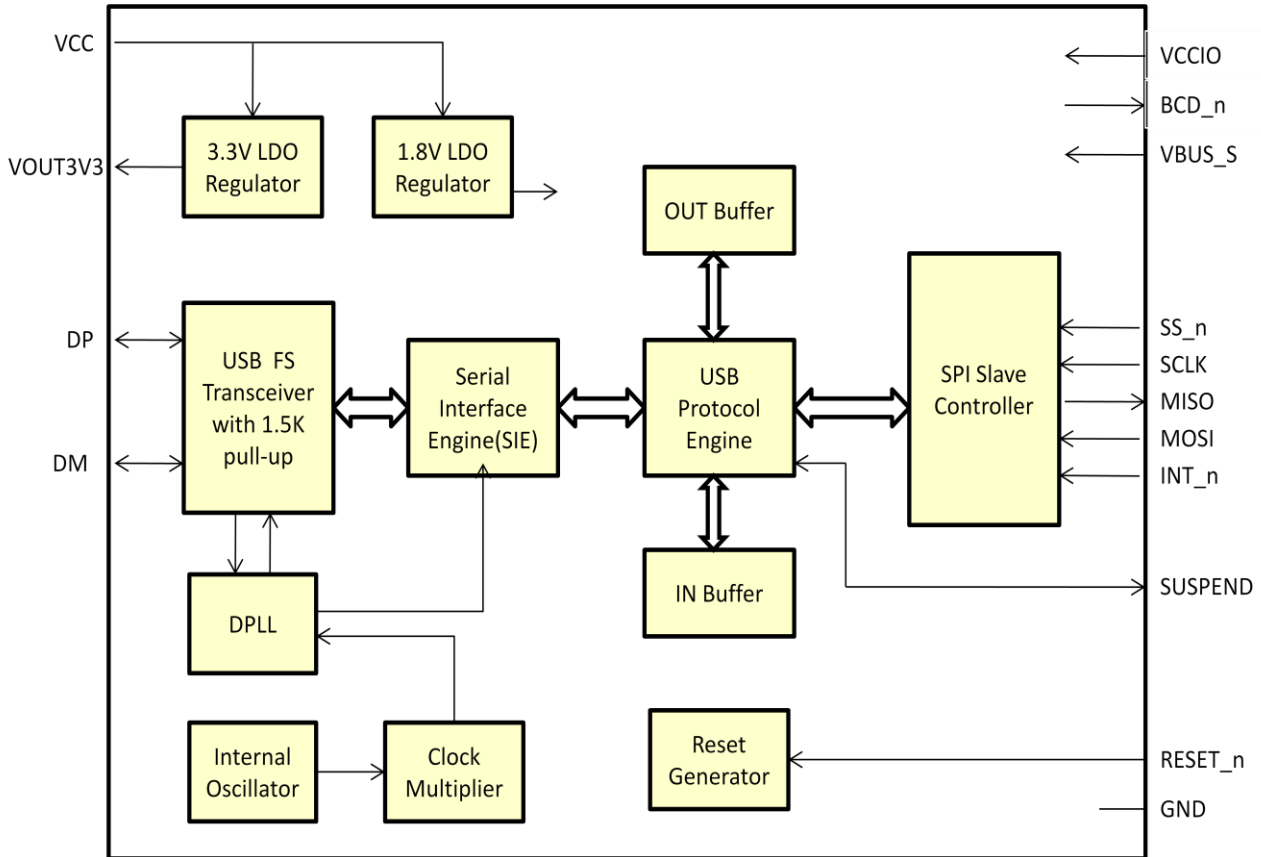 VCC
VCCIO
BCD_n
3.3V LDO
Regulator
1.8V LDO
Regulator
VOUT3V3
VBUS_S
OUT Buffer
DP
DM
USB FS
Transceiver
with 1.5K
pull-up
Serial
Interface
Engine(SIE)
USB
Protocol
Engine
SPI Slave
Controller
SS_n
SCLK
MISO
MOSI
INT_n
DPLL
IN Buffer
SUSPEND
Internal
Oscillator
Clock
Multiplier
Reset
Generator
RESET_n
GND